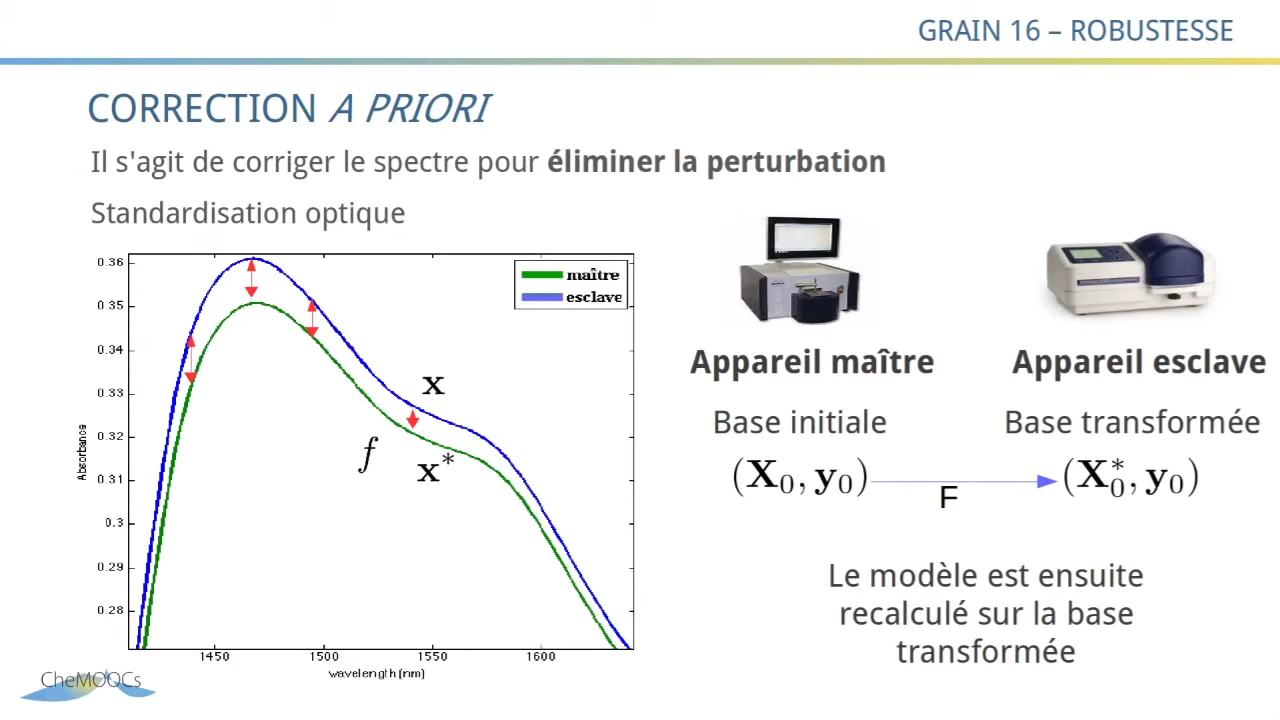 GRAIN 16 – ROBUSTESSE
CORRECTION A PRIORI
Il s'agit de corriger le spectre pour éliminer la perturbation
Standardisation optique
0.36
0.35
0.34
0.33
0.32
0.31
0.3
0.29
0.28
Absorbance
maître
esclave
x
f
x*
1450
1500
1550
1600
wavelength (nm)
Appareil maître
Appareil esclave
Base initiale
Base transformée
(X₀, y₀)
F
(X₀*, y₀)
Le modèle est ensuite
recalculé sur la base
transformée
CheMOOCs